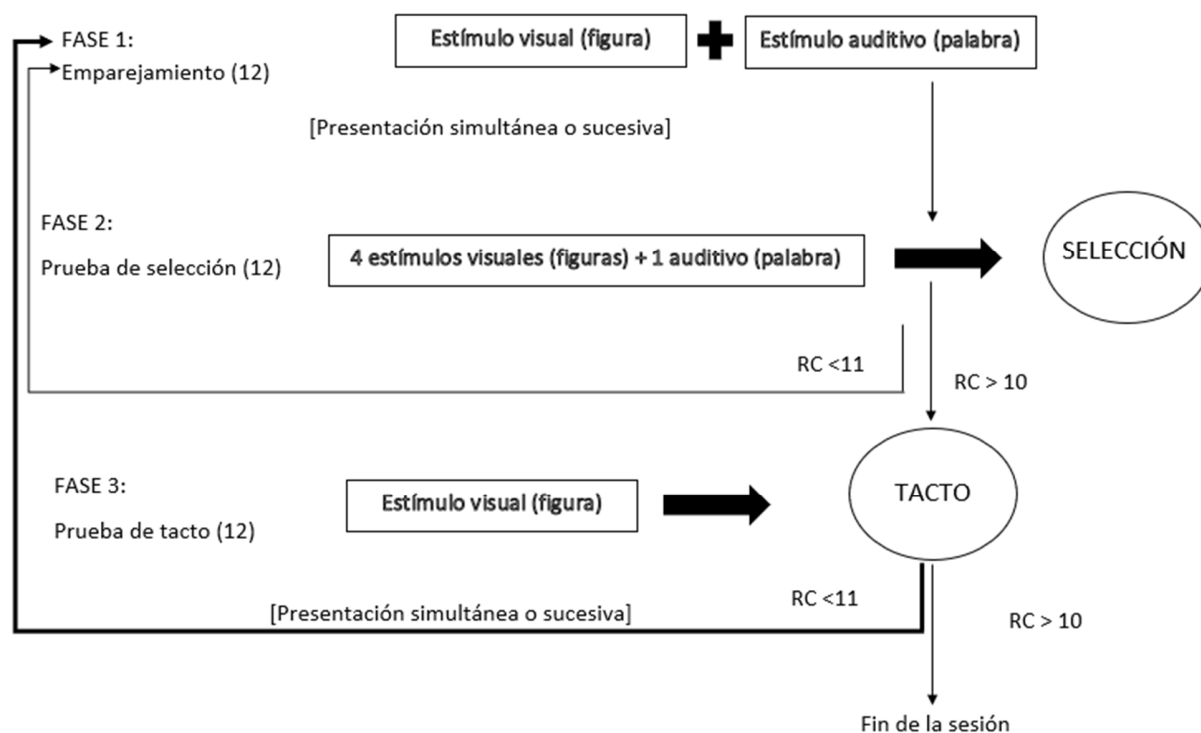 FASE 1:
Emparejamiento (12)
Estímulo visual (figura)
Estímulo auditivo (palabra)
[Presentación simultánea o sucesiva]
FASE 2:
Prueba de selección (12)
4 estímulos visuales (figuras) + 1 auditivo (palabra)
SELECCIÓN
RC <11
RC > 10
FASE 3:
Prueba de tacto (12)
Estímulo visual (figura)
TACTO
[Presentación simultánea o sucesiva]
RC <11
RC > 10
Fin de la sesión